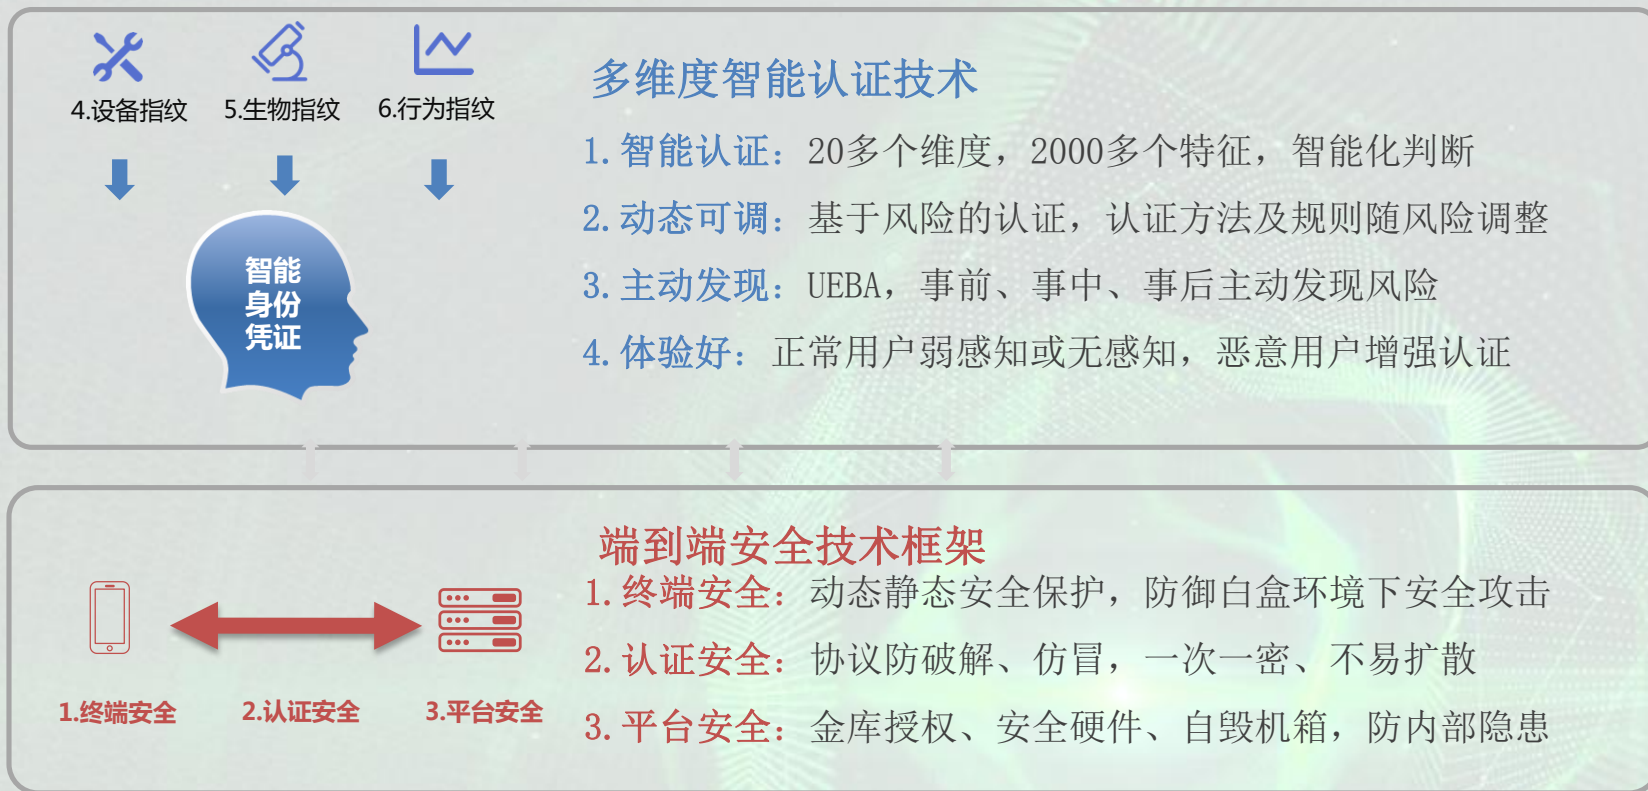 4.设备指纹
5.生物指纹
6.行为指纹
智能
身份
凭证
多维度智能认证技术
1.智能认证：20多个维度，2000多个特征，智能化判断
2.动态可调：基于风险的认证，认证方法及规则随风险调整
3.主动发现：UEBA，事前、事中、事后主动发现风险
4.体验好：正常用户弱感知或无感知，恶意用户增强认证
1.终端安全
2.认证安全
3.平台安全
端到端安全技术框架
1.终端安全：动态静态安全保护，防御白盒环境下安全攻击
2.认证安全：协议防破解、仿冒，一次一密、不易扩散
3.平台安全：金库授权、安全硬件、自毁机箱，防内部隐患